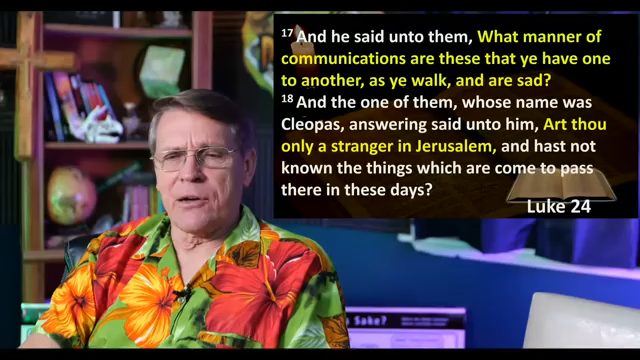 17 And he said unto them, What manner of
communications are these that ye have one
to another, as ye walk, and are sad?
18 And the one of them, whose name was
Cleopas, answering said unto him, Art thou
only a stranger in Jerusalem, and hast not
known the things which are come to pass
there in these days?
Luke 24
Sake?